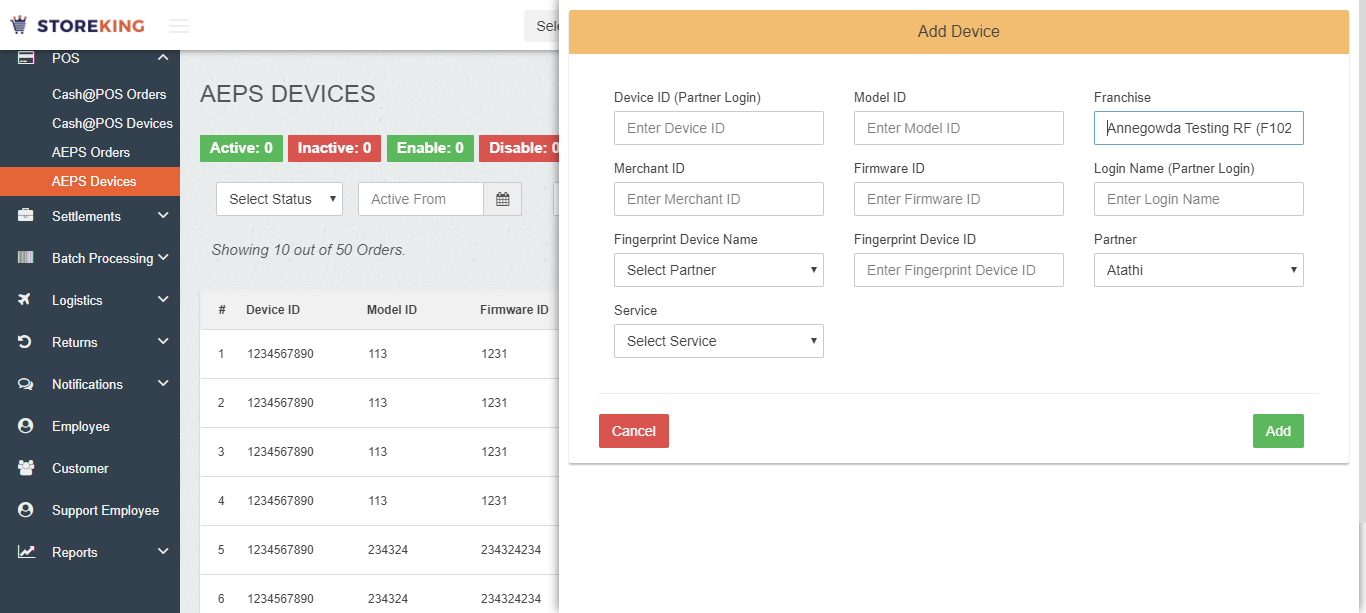 STOREKING
Sele
POS
Cash@POS Orders
Cash@POS Devices
AEPS Orders
AEPS Devices
Settlements
Batch Processing
Logistics
Returns
Notifications
Employee
Customer
Support Employee
Reports
AEPS DEVICES
Active: 0 Inactive: 0 Enable: 0 Disable: 0
Select Status Active From
Showing 10 out of 50 Orders.
# Device ID Model ID Firmware ID
1 1234567890 113 1231
2 1234567890 113 1231
3 1234567890 113 1231
4 1234567890 113 1231
5 1234567890 234324 234324234
6 1234567890 234324 234324234
Add Device
Device ID (Partner Login) Model ID Franchise
Enter Device ID Enter Model ID Annegowda Testing RF (F102
Merchant ID Firmware ID Login Name (Partner Login)
Enter Merchant ID Enter Firmware ID Enter Login Name
Fingerprint Device Name Fingerprint Device ID Partner
Select Partner Enter Fingerprint Device ID Atathi
Service
Select Service
Cancel Add